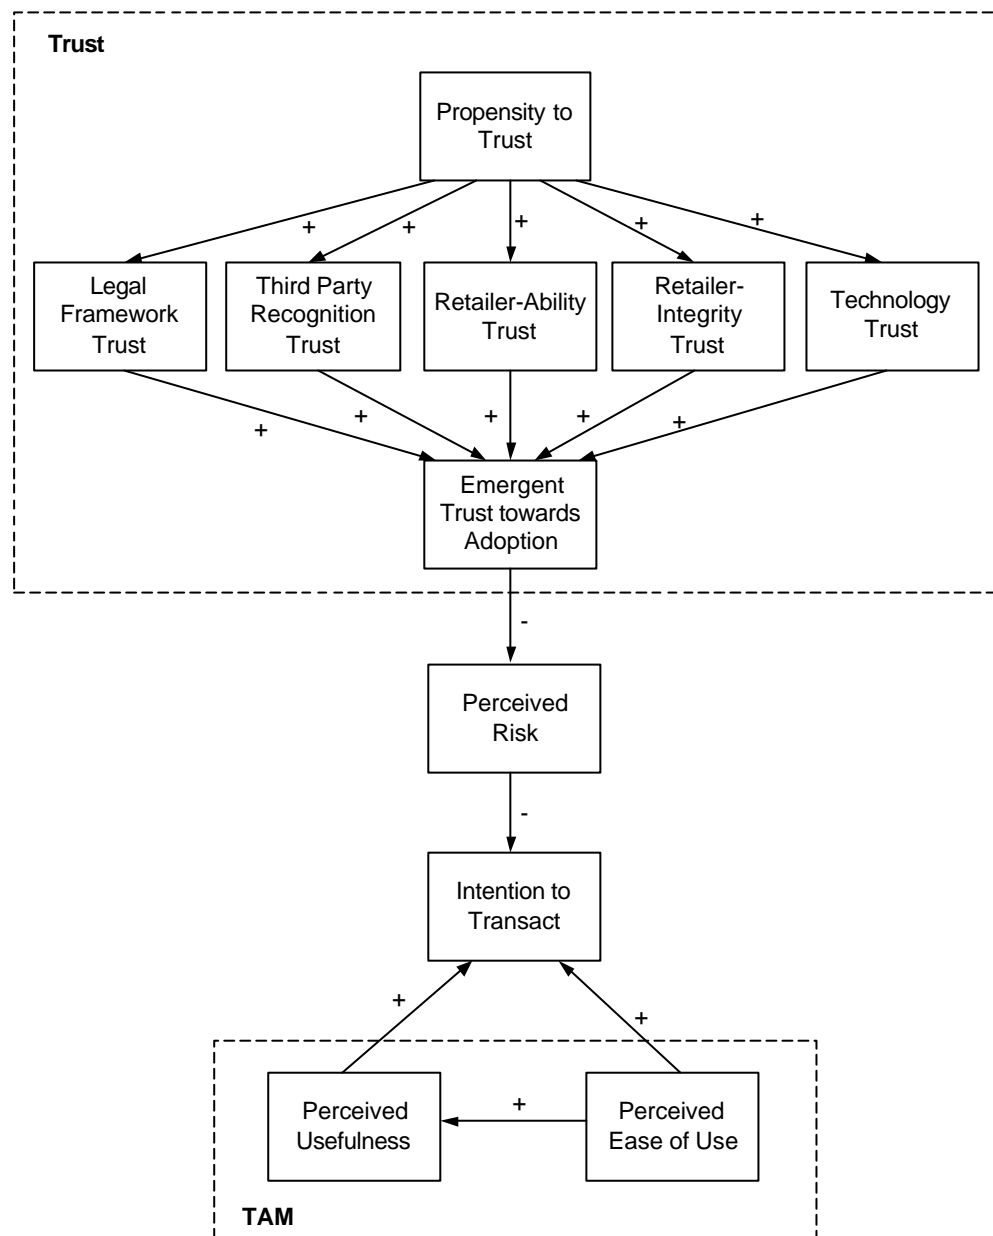 Trust
Propensity to
Trust
+
+
+
+
+
Legal
Framework
Trust
Third Party
Recognition
Trust
Retailer-Ability
Trust
Retailer-
Integrity
Trust
Technology
Trust
+
+
+
+
+
Emergent
Trust towards
Adoption
-
Perceived
Risk
-
Intention to
Transact
+
+
Perceived
Usefulness
+
Perceived
Ease of Use
TAM